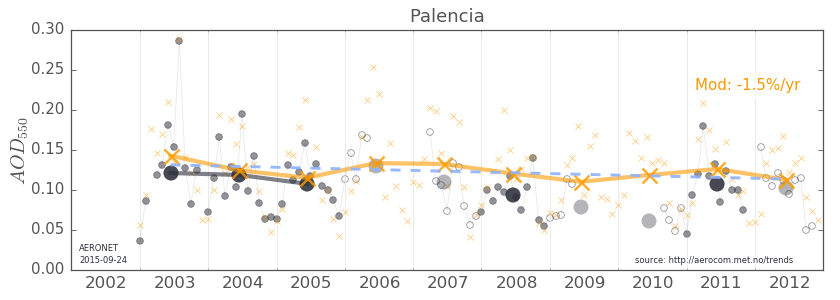 Palencia
0.30
0.25
0.20
0.15
0.10
0.05
0.00
AOD550
Mod: -1.5%/yr
AERONET
2015-09-24
source: http://aerocom.met.no/trends
2002 2003 2004 2005 2006 2007 2008 2009 2010 2011 2012